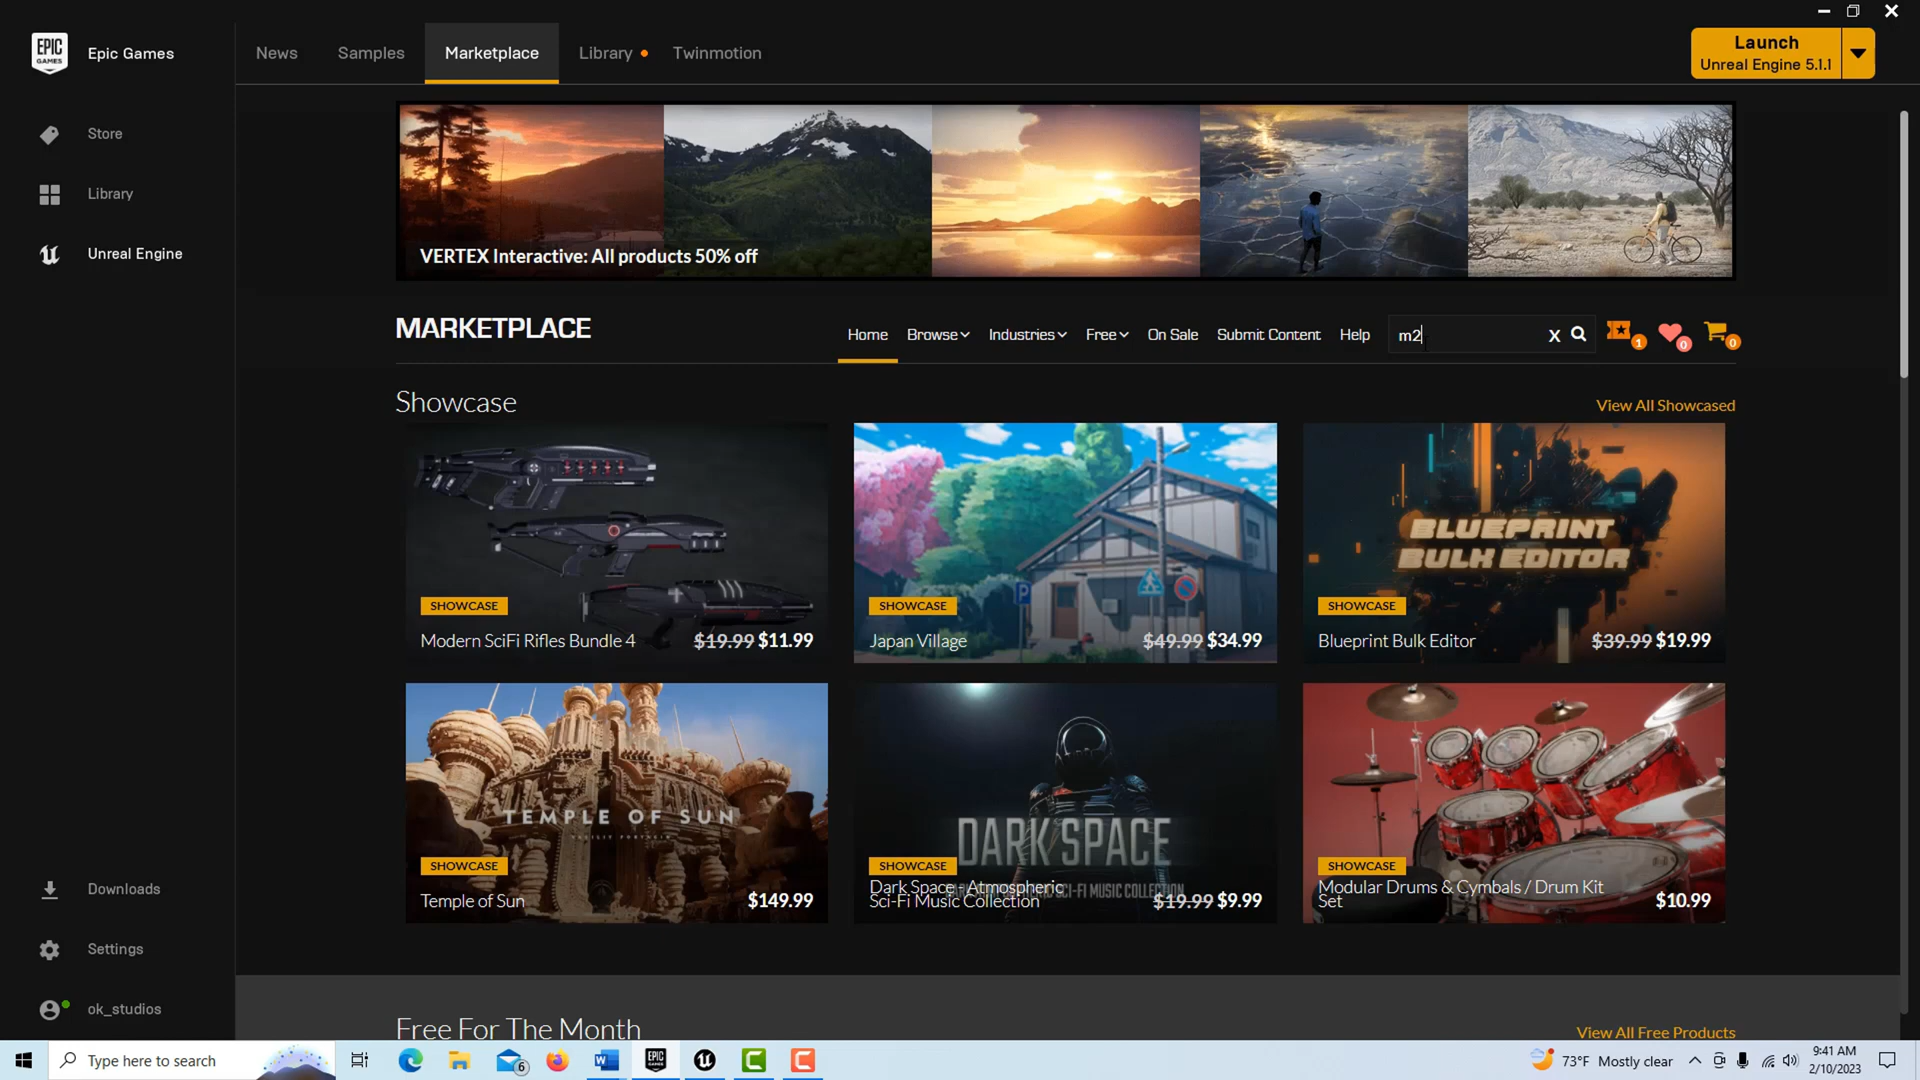 EPIC GAMES
Epic Games
News
Samples
Marketplace
Library
Twinmotion
Launch
Unreal Engine 5.1.1
Store
Library
Unreal Engine
VERTEX Interactive: All products 50% off
MARKETPLACE
Home
Browse
Industries
Free
On Sale
Submit Content
Help
m2
X
1
0
0
Showcase
View All Showcased
SHOWCASE
Modern SciFi Rifles Bundle 4
$19.99 $11.99
SHOWCASE
Japan Village
$49.99 $34.99
BLUEPRINT
BULK EDITOR
SHOWCASE
Blueprint Bulk Editor
$39.99 $19.99
TEMPLE OF SUN
SHOWCASE
Temple of Sun
$149.99
DARK SPACE
SHOWCASE
Dark Space - Atmospheric
Sci-Fi Music Collection
$19.99 $9.99
SHOWCASE
Modular Drums & Cymbals / Drum Kit
Set
$10.99
Downloads
Settings
ok_studios
Free For The Month
View All Free Products
Type here to search
6
73°F Mostly clear
9:41 AM
2/10/2023